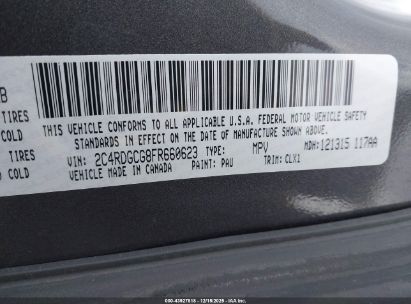 B
TIRES
COLD
TIRES
COLD
THIS VEHICLE CONFORMS TO ALL APPLICABLE U.S.A. FEDERAL MOTOR VEHICLE SAFETY
STANDARDS IN EFFECT ON THE DATE OF MANUFACTURE SHOWN ABOVE.
VIN: 2C4RDGCG8FR660623 TYPE: MPV MDH: 121315 117AA
VEHICLE MADE IN CANADA PAINT: PAU TRIM: CLX1